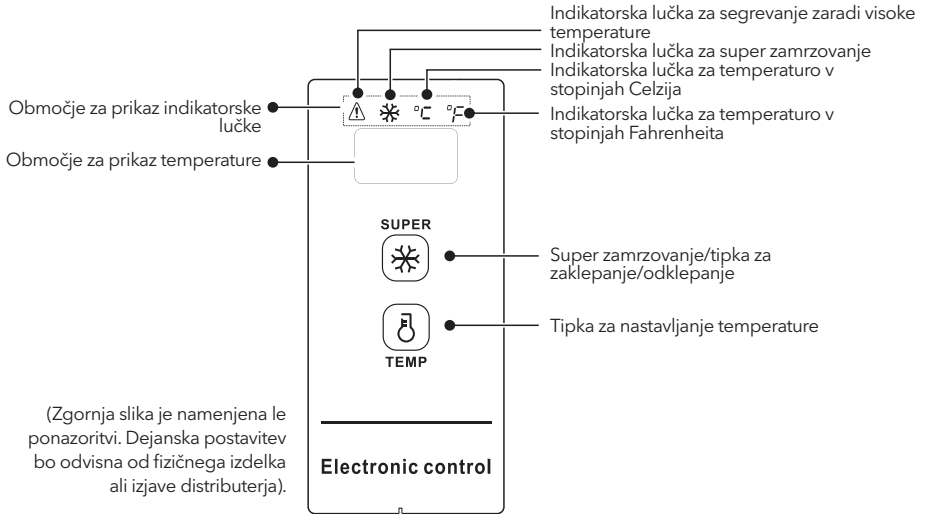 Indikatorska lučka za segrevanje zaradi visoke
temperature
Indikatorska lučka za super zamrzovanje
Indikatorska lučka za temperaturo v
stopinjah Celzija
Indikatorska lučka za temperaturo v
stopinjah Fahrenheita
Območje za prikaz indikatorske
lučke
°C °F
Območje za prikaz temperature
SUPER
Super zamrzovanje/tipka za
zaklepanje/odklepanje
Tipka za nastavljanje temperature
TEMP
(Zgornja slika je namenjena le
ponazoritvi. Dejanska postavitev
bo odvisna od fizičnega izdelka
ali izjave distributerja).
Electronic control